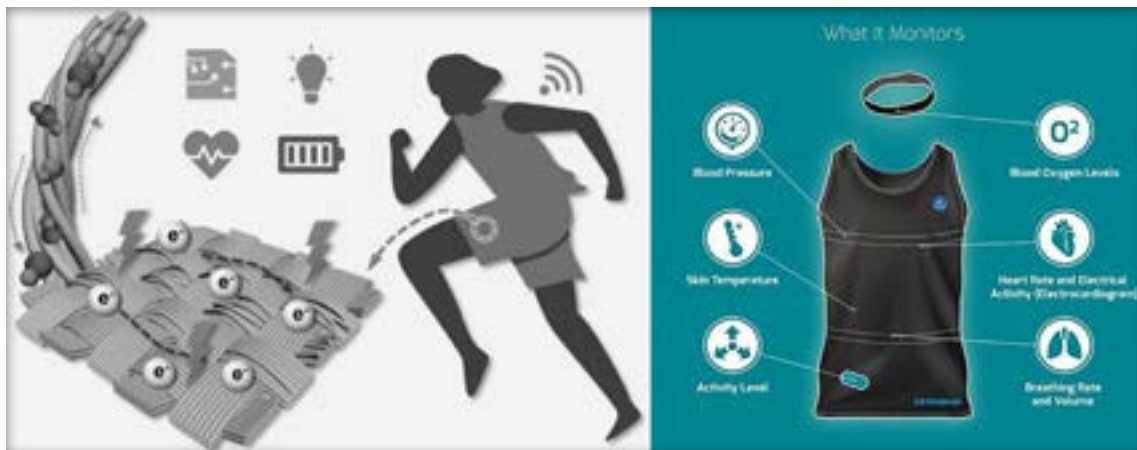 e⁻
e⁻
e⁻
e⁻
e⁻
e⁻
What It Monitors
Blood Pressure
O²
Blood Oxygen Levels
Skin Temperature
Heart Rate and Electrical
Activity (Electrocardiogram)
Activity Level
Breathing Rate
and Volume